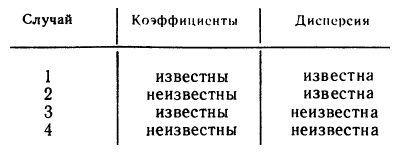 Случай Коэффициенты Дисперсия
1 известны известна
2 неизвестны известна
3 известны неизвестна
4 неизвестны неизвестна